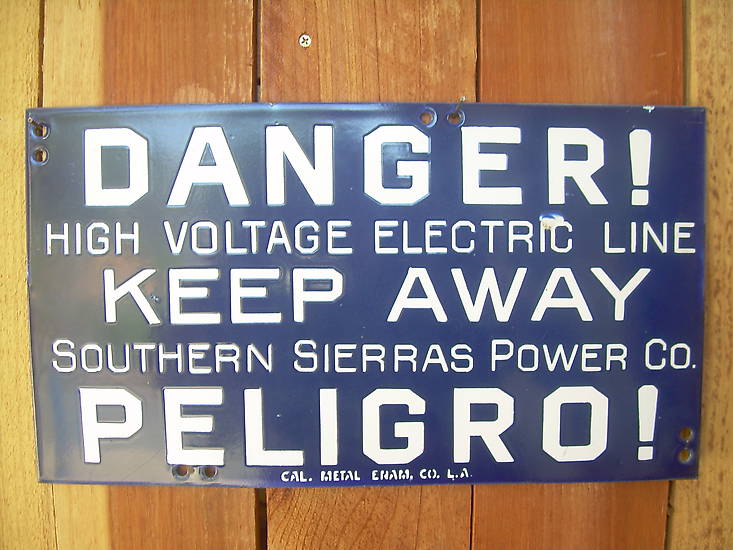 DANGER!
HIGH VOLTAGE ELECTRIC LINE
KEEP AWAY
SOUTHERN SIERRAS POWER CO.
PELIGRO!
CAL. METAL ENAM, CO. L.A.